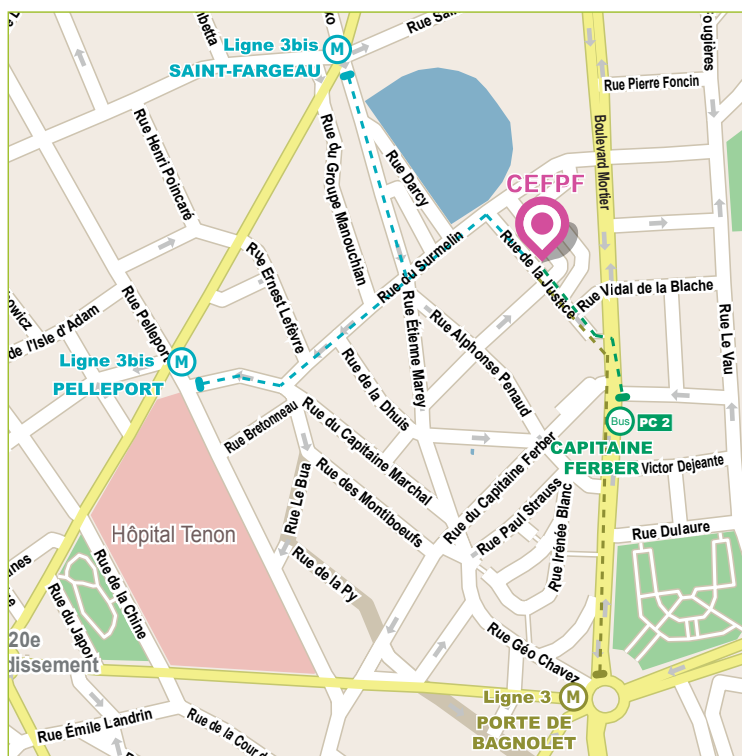 Ligne 3bis
M
SAINT-FARGEAU
Rue Pierre Foncin
Boulevard Mortier
Rue Henri Poincaré
Rue du Groupe Manouchian
Rue Darcy
CEFPF
Rue de la Justice
Rue du Surmelin
Rue Ernest Lefèvre
Rue Vidal de la Blache
Rue Pelleport
de l'Isle d'Adam
Rue Étienne Marey
Rue Alphonse Penaud
Rue Le Vau
Ligne 3bis
M
PELLEPORT
Rue de la Dhuis
Bus
PC 2
CAPITAINE
FERBER
Rue Bretonneau
Rue du Capitaine Marchal
Rue du Capitaine Ferber
Victor Dejeante
Rue Le Bua
Rue des Montiboeufs
Rue Paul Strauss
Rue Irénée Blanc
Hôpital Tenon
Rue Dulaure
Rue de la Py
Rue de la Chine
Rue du Japon
20e
dissement
Rue Géo Chavez
Ligne 3
M
PORTE DE
BAGNOLET
Rue Émile Landrin
Rue de la Cour d